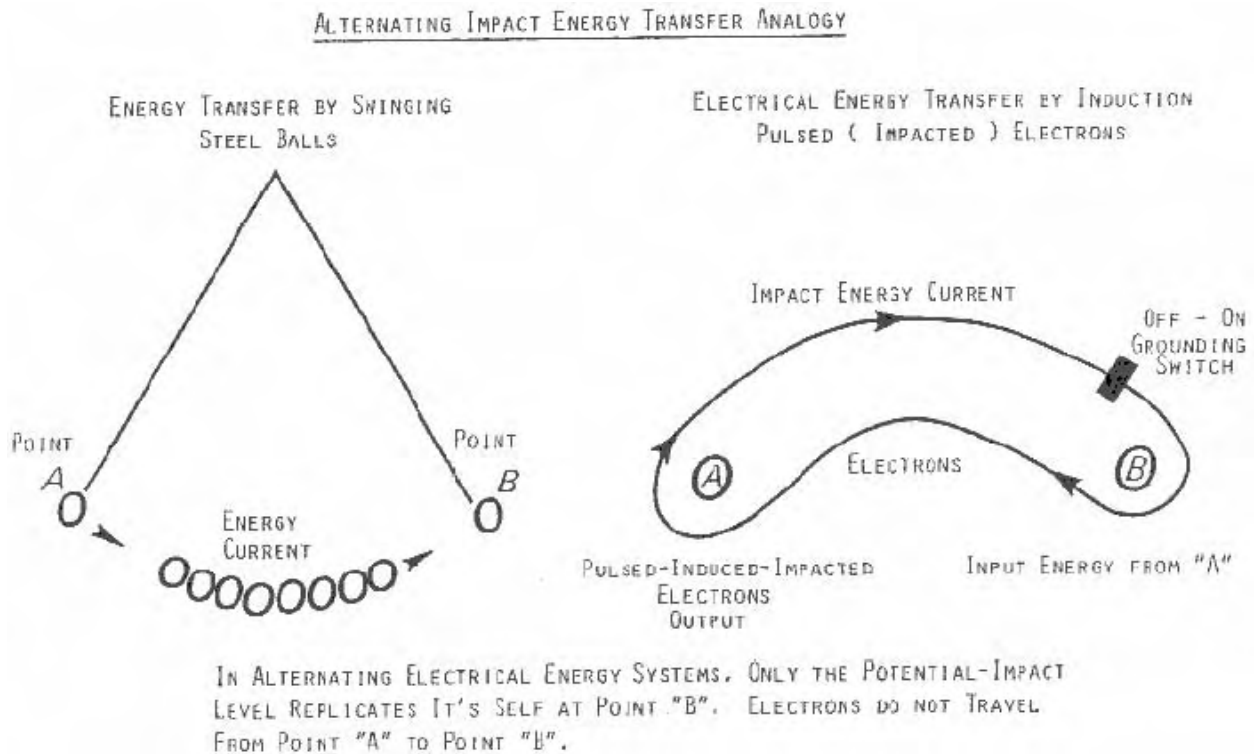 ALTERNATING IMPACT ENERGY TRANSFER ANALOGY
ENERGY TRANSFER BY SWINGING
STEEL BALLS
POINT
A
POINT
B
ENERGY
CURRENT
ELECTRICAL ENERGY TRANSFER BY INDUCTION
PULSED ( IMPACTED ) ELECTRONS
IMPACT ENERGY CURRENT
OFF - ON
GROUNDING
SWITCH
A
ELECTRONS
B
PULSED-INDUCED-IMPACTED
ELECTRONS
OUTPUT
INPUT ENERGY FROM "A"
IN ALTERNATING ELECTRICAL ENERGY SYSTEMS. ONLY THE POTENTIAL-IMPACT
LEVEL REPLICATES IT'S SELF AT POINT "B". ELECTRONS DO NOT TRAVEL
FROM POINT "A" TO POINT "B".